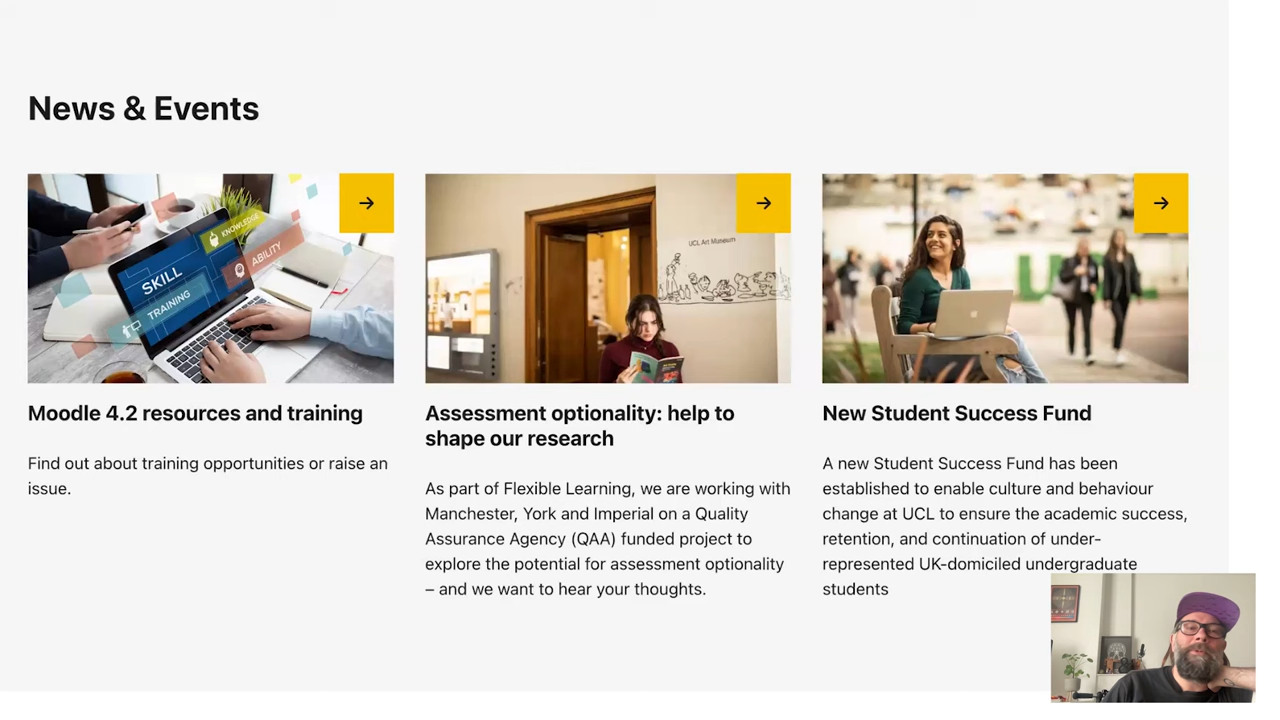 News & Events
KNOWLEDGE
ABILITY
SKILL
TRAINING
UCL Art Museum
Moodle 4.2 resources and training
Find out about training opportunities or raise an
issue.
Assessment optionality: help to
shape our research
As part of Flexible Learning, we are working with
Manchester, York and Imperial on a Quality
Assurance Agency (QAA) funded project to
explore the potential for assessment optionality
– and we want to hear your thoughts.
New Student Success Fund
A new Student Success Fund has been
established to enable culture and behaviour
change at UCL to ensure the academic success,
retention, and continuation of under-
represented UK-domiciled undergraduate
students